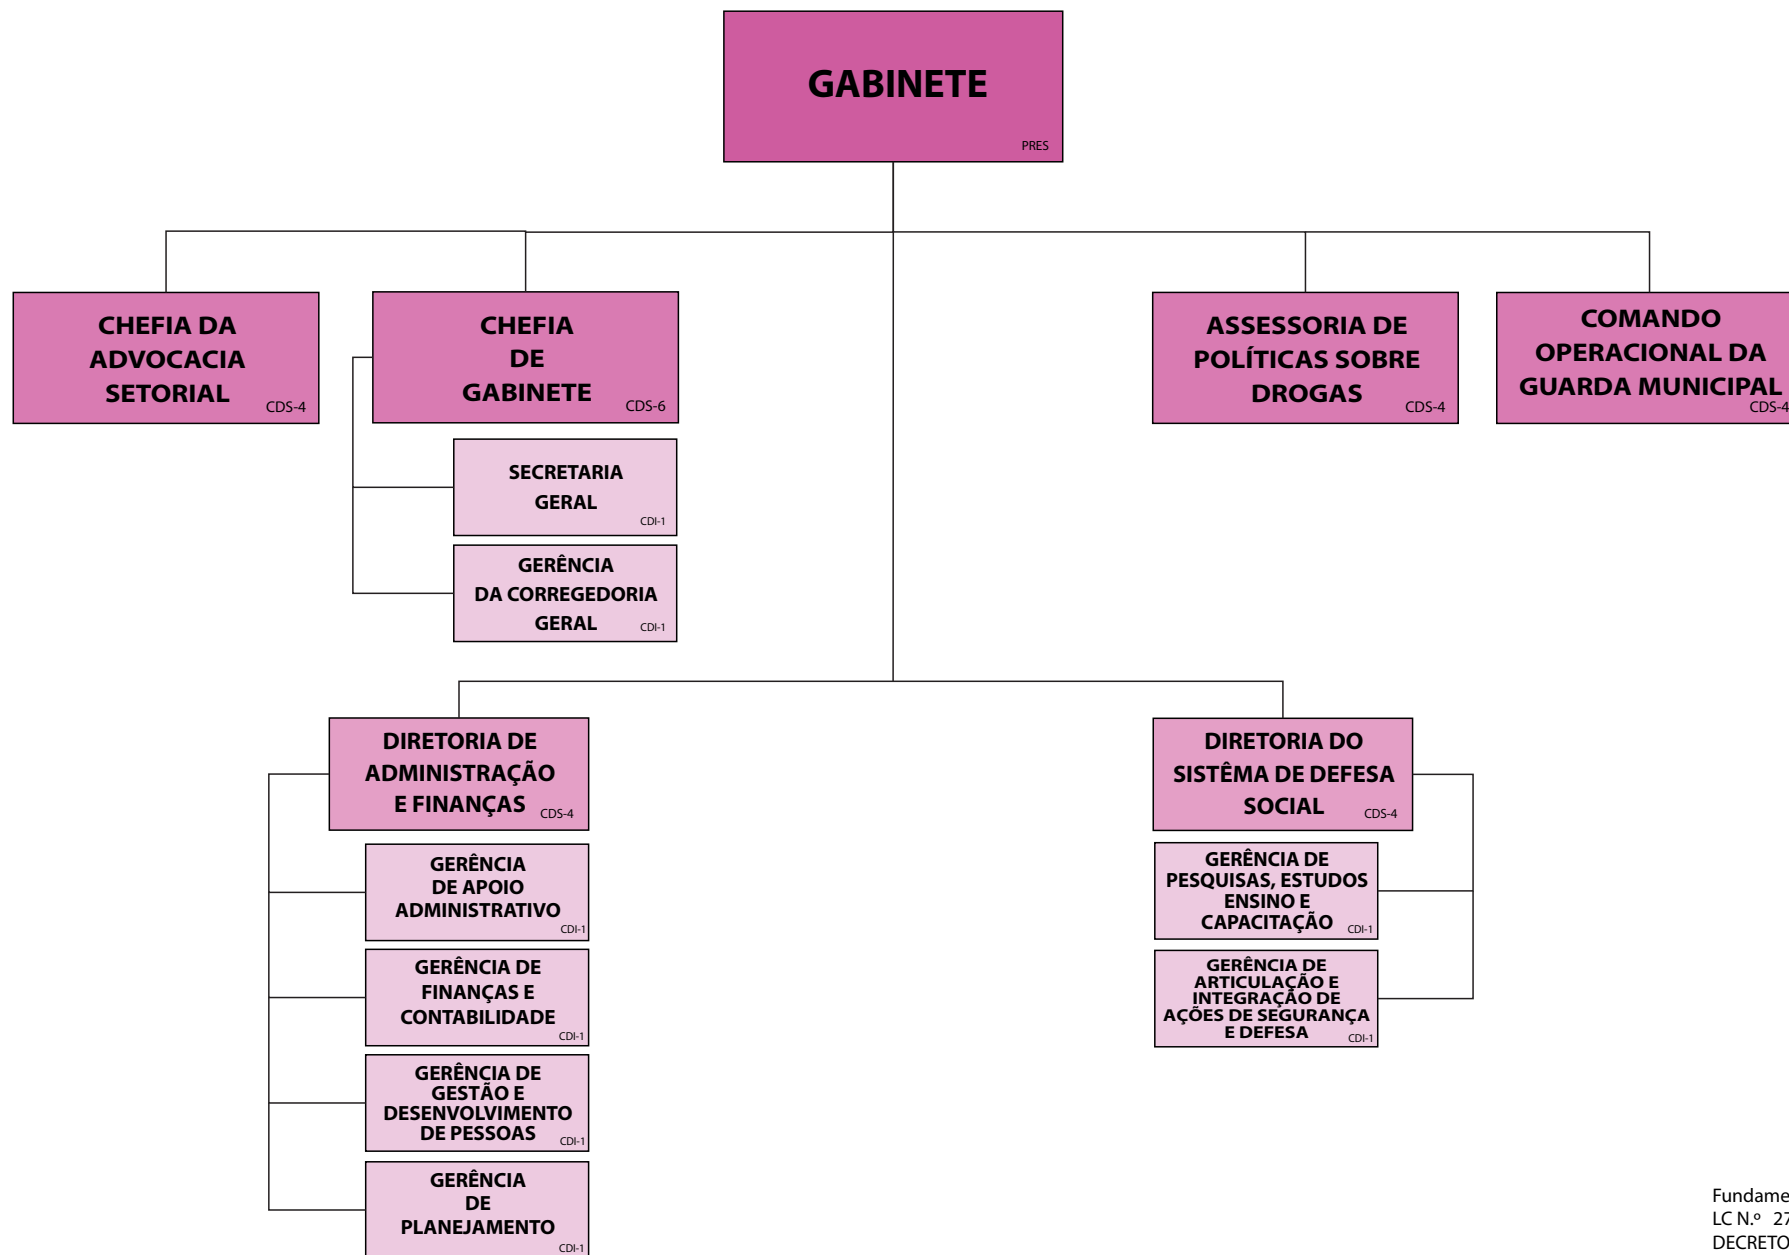 GABINETE
PRES
CHEFIA DA
ADVOCACIA
SETORIAL
CDS-4
CHEFIA
DE
GABINETE
CDS-6
ASSESSORIA DE
POLÍTICAS SOBRE
DROGAS
CDS-4
COMANDO
OPERACIONAL DA
GUARDA MUNICIPAL
CDS-4
SECRETARIA
GERAL
CDI-1
GERÊNCIA
DA CORREGEDORIA
GERAL
CDI-1
DIRETORIA DE
ADMINISTRAÇÃO
E FINANÇAS
CDS-4
GERÊNCIA
DE APOIO
ADMINISTRATIVO
CDI-1
GERÊNCIA DE
FINANÇAS E
CONTABILIDADE
CDI-1
GERÊNCIA DE
GESTÃO E
DESENVOLVIMENTO
DE PESSOAS
CDI-1
GERÊNCIA
DE
PLANEJAMENTO
CDI-1
DIRETORIA DO
SISTÊMA DE DEFESA
SOCIAL
CDS-4
GERÊNCIA DE
PESQUISAS, ESTUDOS
ENSINO E
CAPACITAÇÃO
CDI-1
GERÊNCIA DE
ARTICULAÇÃO E
INTEGRAÇÃO DE
AÇÕES DE SEGURANÇA
E DEFESA
CDI-1
Fundame
LC N.º 27
DECRETO